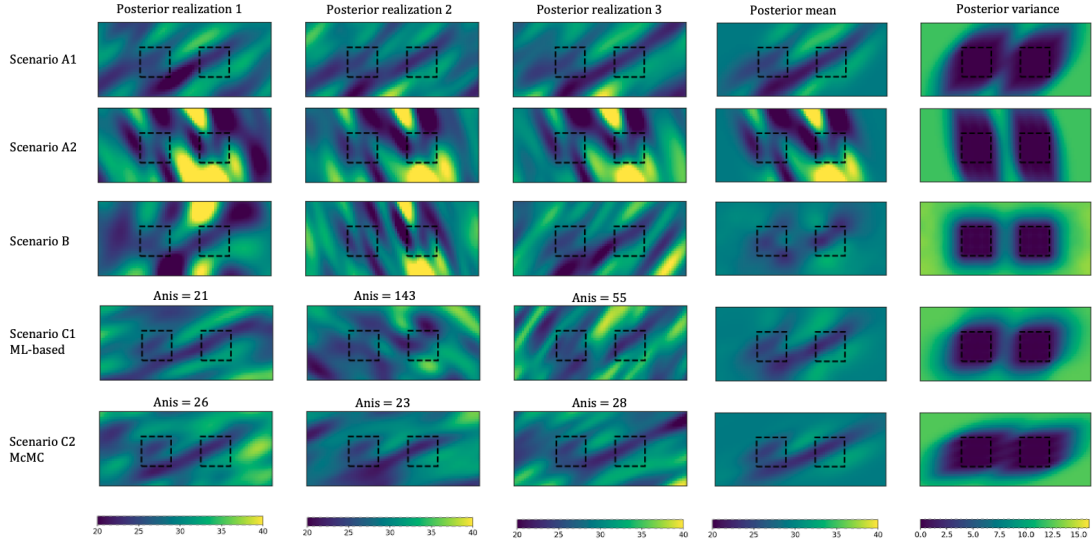 Posterior realization 1 Posterior realization 2 Posterior realization 3 Posterior mean Posterior variance
Scenario A1
Scenario A2
Scenario B
Anis = 21 Anis = 143 Anis = 55
Scenario C1
ML-based
Anis = 26 Anis = 23 Anis = 28
Scenario C2
McMC
20 25 30 35 40 20 25 30 35 40 20 25 30 35 40 20 25 30 35 40 0.0 2.5 5.0 7.5 10.0 12.5 15.0